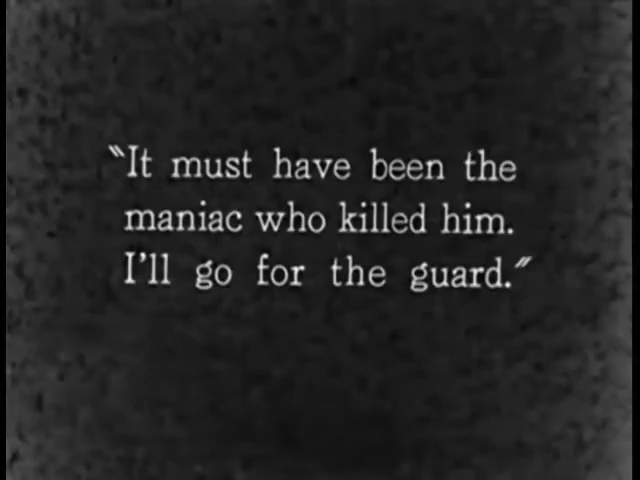 "It must have been the
maniac who killed him.
I'll go for the guard."